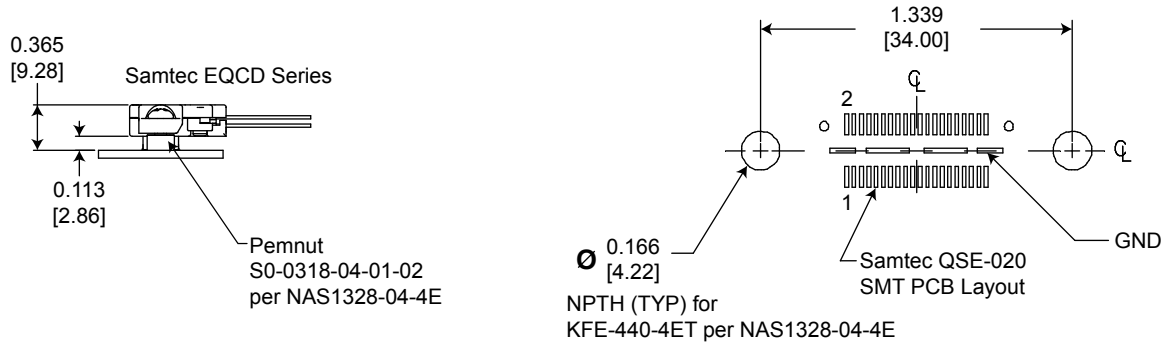 0.365
[9.28]
Samtec EQCD Series
0.113
[2.86]
Pemnut
S0-0318-04-01-02
per NAS1328-04-4E
1.339
[34.00]
℄
2
℄
1
GND
Ø 0.166
[4.22]
Samtec QSE-020
SMT PCB Layout
NPTH (TYP) for
KFE-440-4ET per NAS1328-04-4E